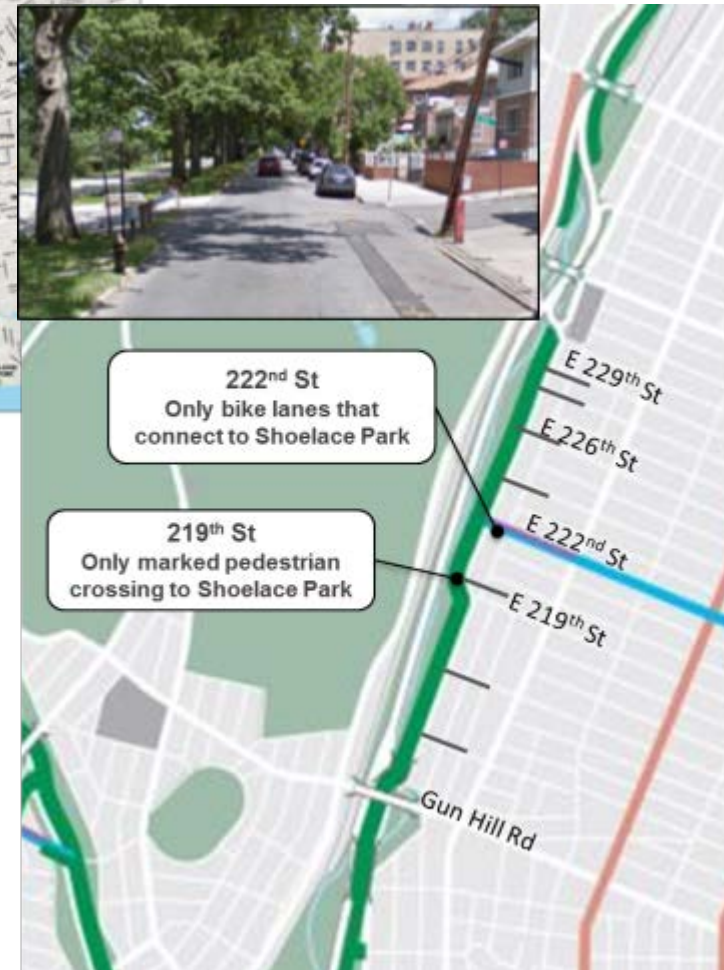 222nd St
Only bike lanes that
connect to Shoelace Park
219th St
Only marked pedestrian
crossing to Shoelace Park
E 229th St
E 226th St
E 222nd St
E 219th St
Gun Hill Rd